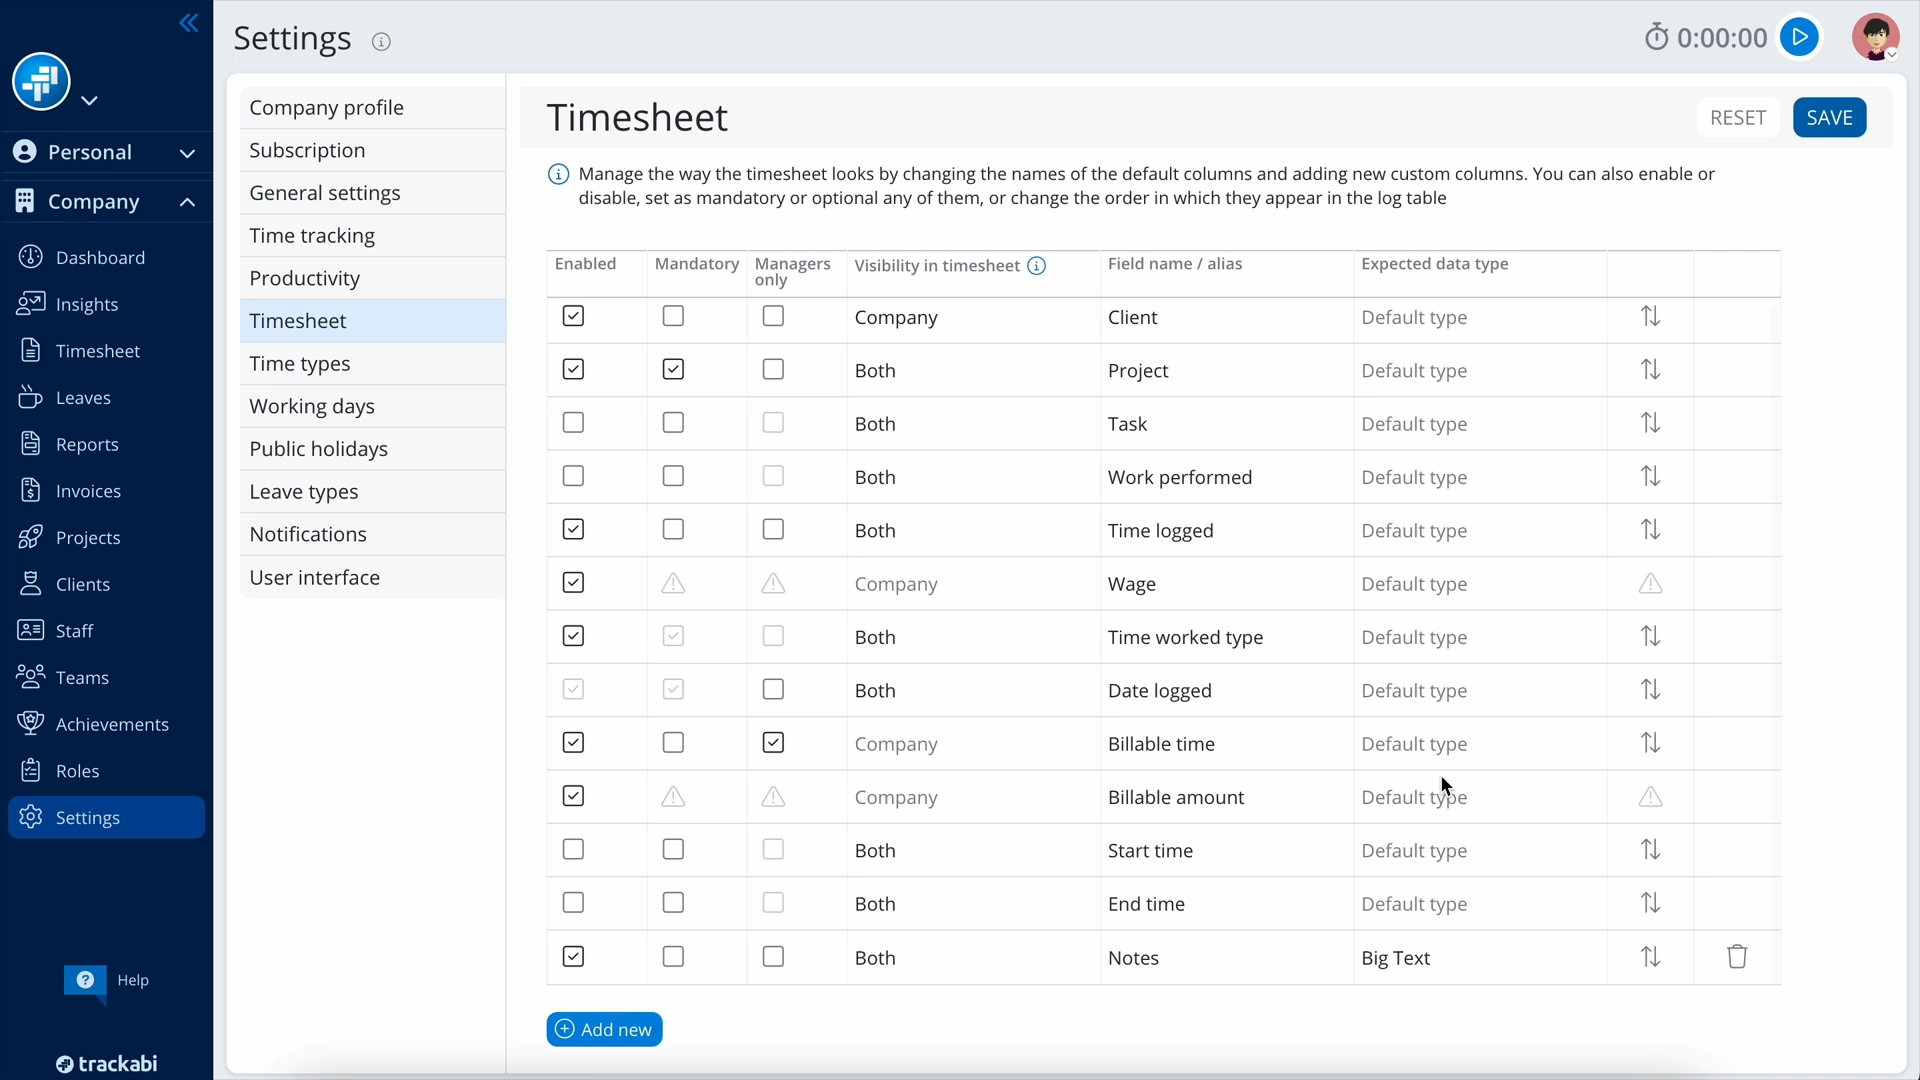 Settings
0:00:00
Personal
Company
Dashboard
Insights
Timesheet
Leaves
Reports
Invoices
Projects
Clients
Staff
Teams
Achievements
Roles
Settings
Help
trackabi
Company profile
Subscription
General settings
Time tracking
Productivity
Timesheet
Time types
Working days
Public holidays
Leave types
Notifications
User interface
Timesheet
RESET
SAVE
Manage the way the timesheet looks by changing the names of the default columns and adding new custom columns. You can also enable or
disable, set as mandatory or optional any of them, or change the order in which they appear in the log table
Enabled Mandatory Managers only Visibility in timesheet Field name / alias Expected data type
Company Client Default type
Both Project Default type
Both Task Default type
Both Work performed Default type
Both Time logged Default type
Company Wage Default type
Both Time worked type Default type
Both Date logged Default type
Company Billable time Default type
Company Billable amount Default type
Both Start time Default type
Both End time Default type
Both Notes Big Text
Add new